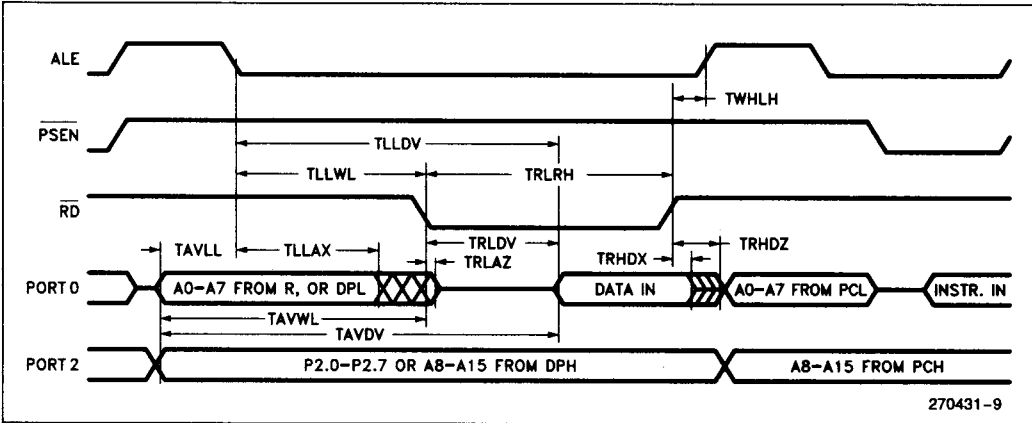 ALE
TWHLH
PSEN
TLLDV
TLLWL
TRLRH
RD
TAVLL
TLLAX
TRLDV
TRLAZ
TRHDX
TRHDZ
PORT 0
A0–A7 FROM R, OR DPL
DATA IN
A0–A7 FROM PCL
INSTR. IN
TAVWL
TAVDV
PORT 2
P2.0–P2.7 OR A8–A15 FROM DPH
A8–A15 FROM PCH
270431–9